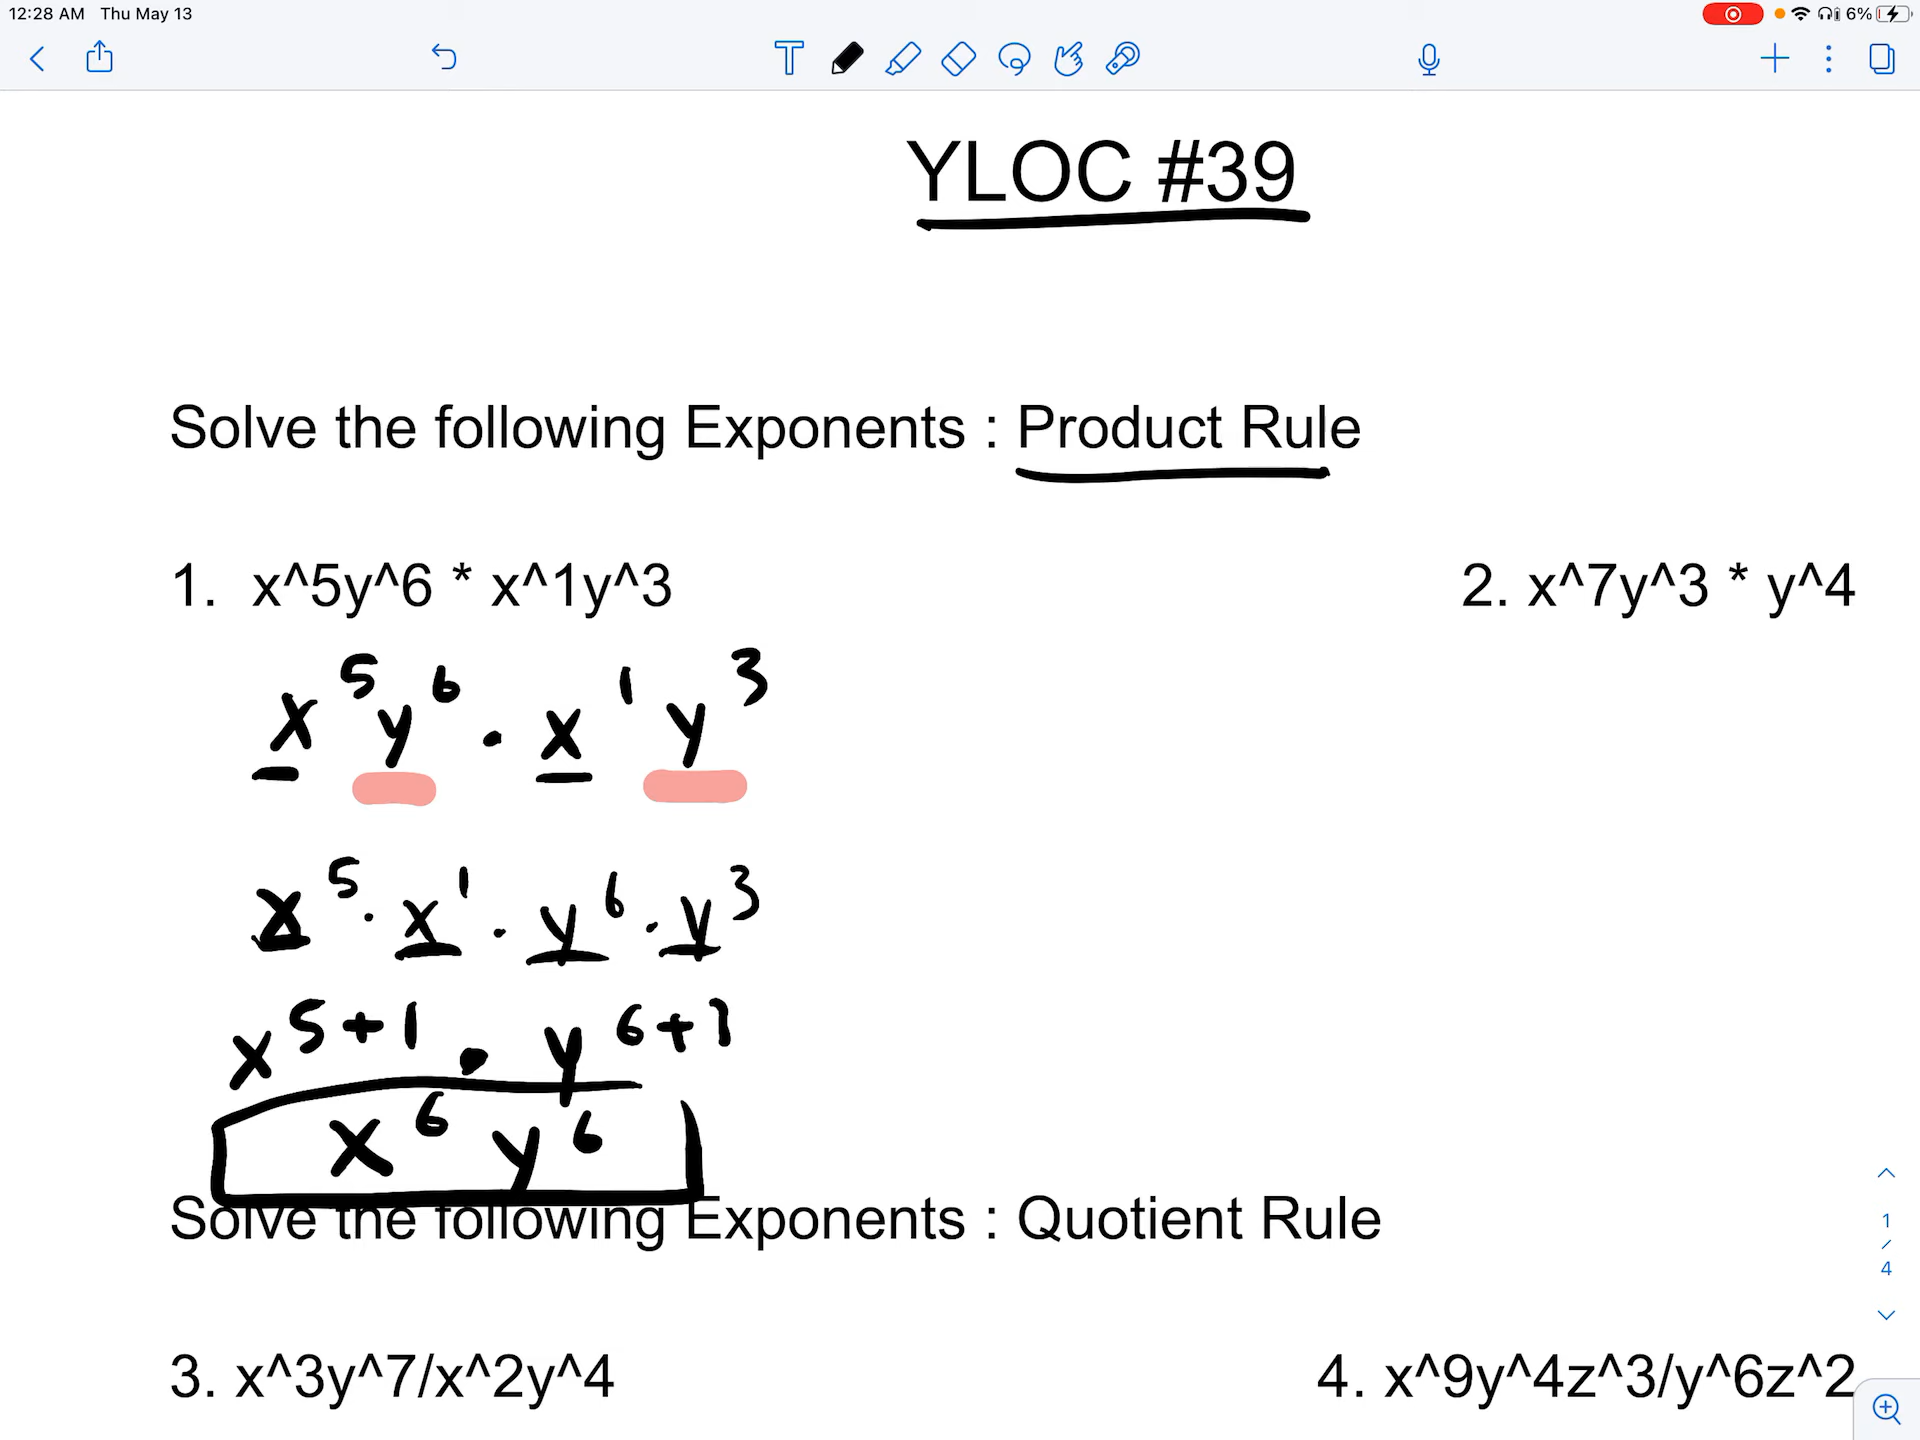 12:28 AM Thu May 13 6%
YLOC #39
Solve the following Exponents : Product Rule
1. x^5y^6 * x^1y^3 2. x^7y^3 * y^4
x⁵y⁶ · x¹y³
x⁵ · x¹ · y⁶ · y³
x⁵⁺¹ · y⁶⁺³
x⁶y⁶
Solve the following Exponents : Quotient Rule
1
/
4
3. x^3y^7/x^2y^4 4. x^9y^4z^3/y^6z^2